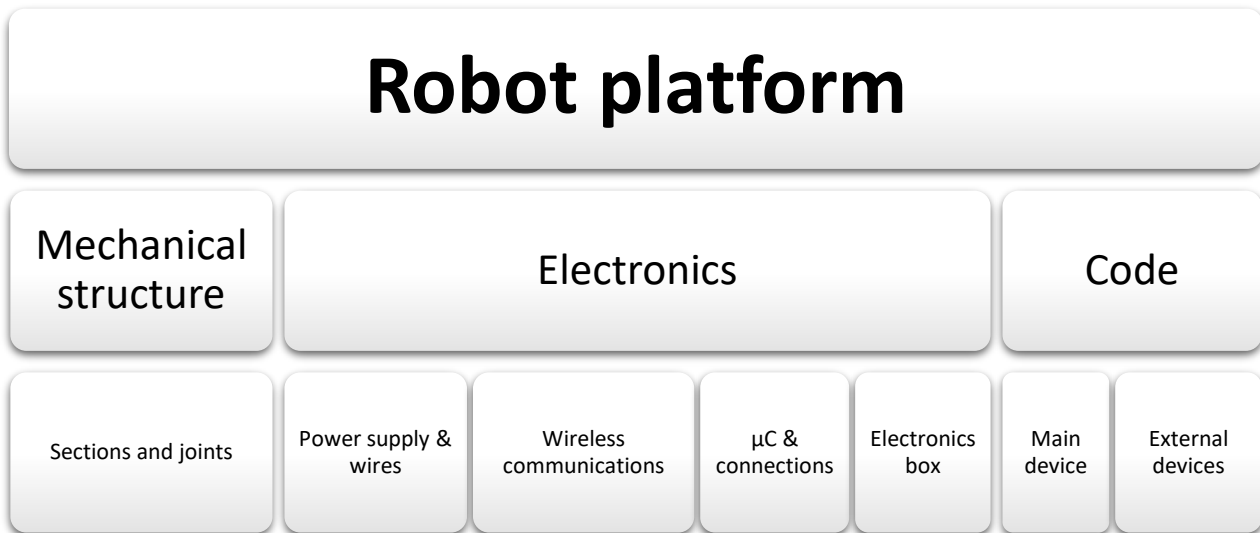 Robot platform
Mechanical
structure
Electronics
Code
Sections and joints
Power supply &
wires
Wireless
communications
µC &
connections
Electronics
box
Main
device
External
devices